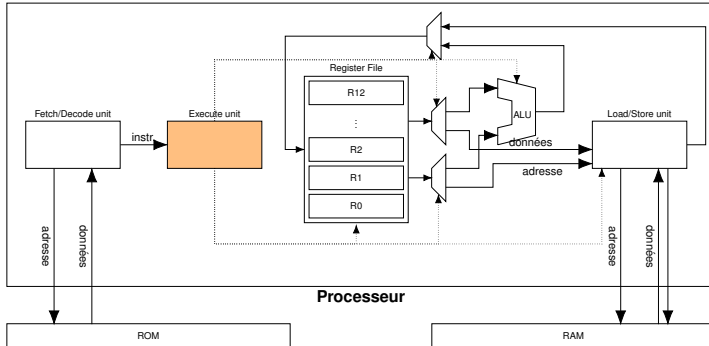 Register File
R12
⋮
R2
R1
R0
Fetch/Decode unit
instr.
Execute unit
ALU
Load/Store unit
données
adresse
adresse
données
adresse
données
Processeur
ROM
RAM